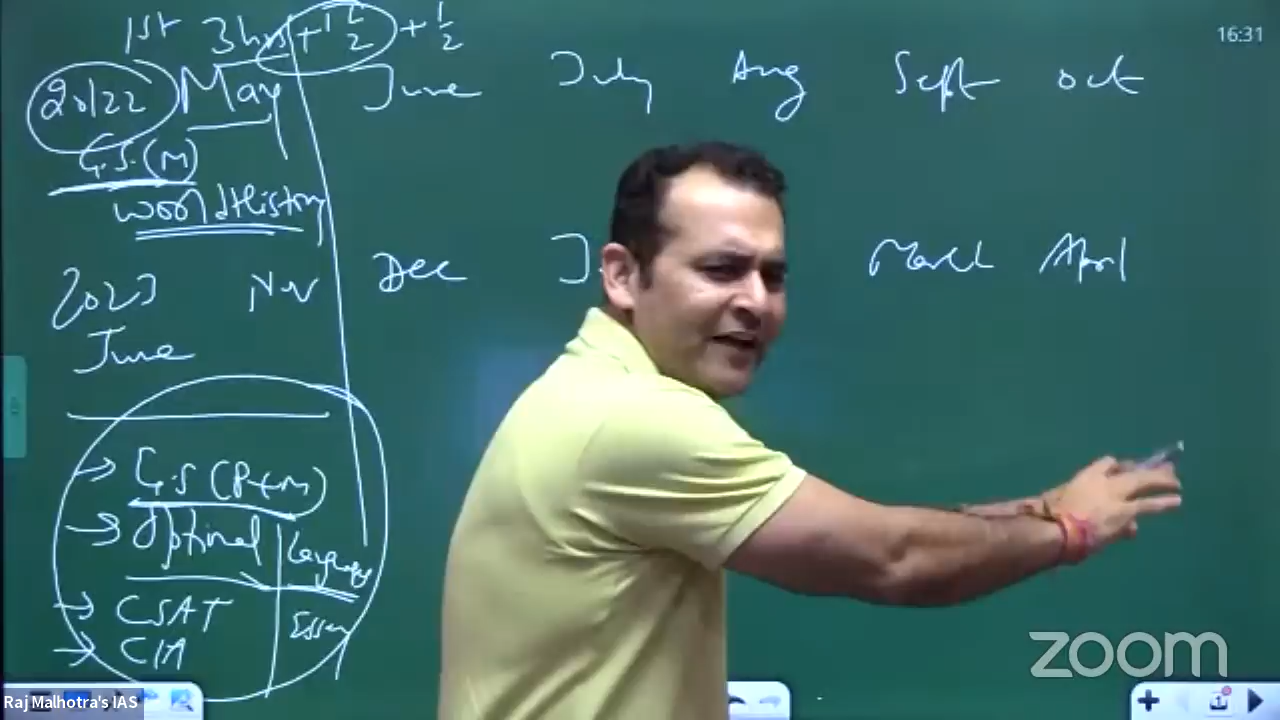 1st 3hrs + 1 1/2 + 1/2
16:31
2022 May June July Aug Sept Oct
G.S.(M)
World History
2023 Nov Dec J March April
June
→ G.S (P+M)
→ Optional Language
→ CSAT Essay
→ C/A
zoom
Raj Malhotra's IAS